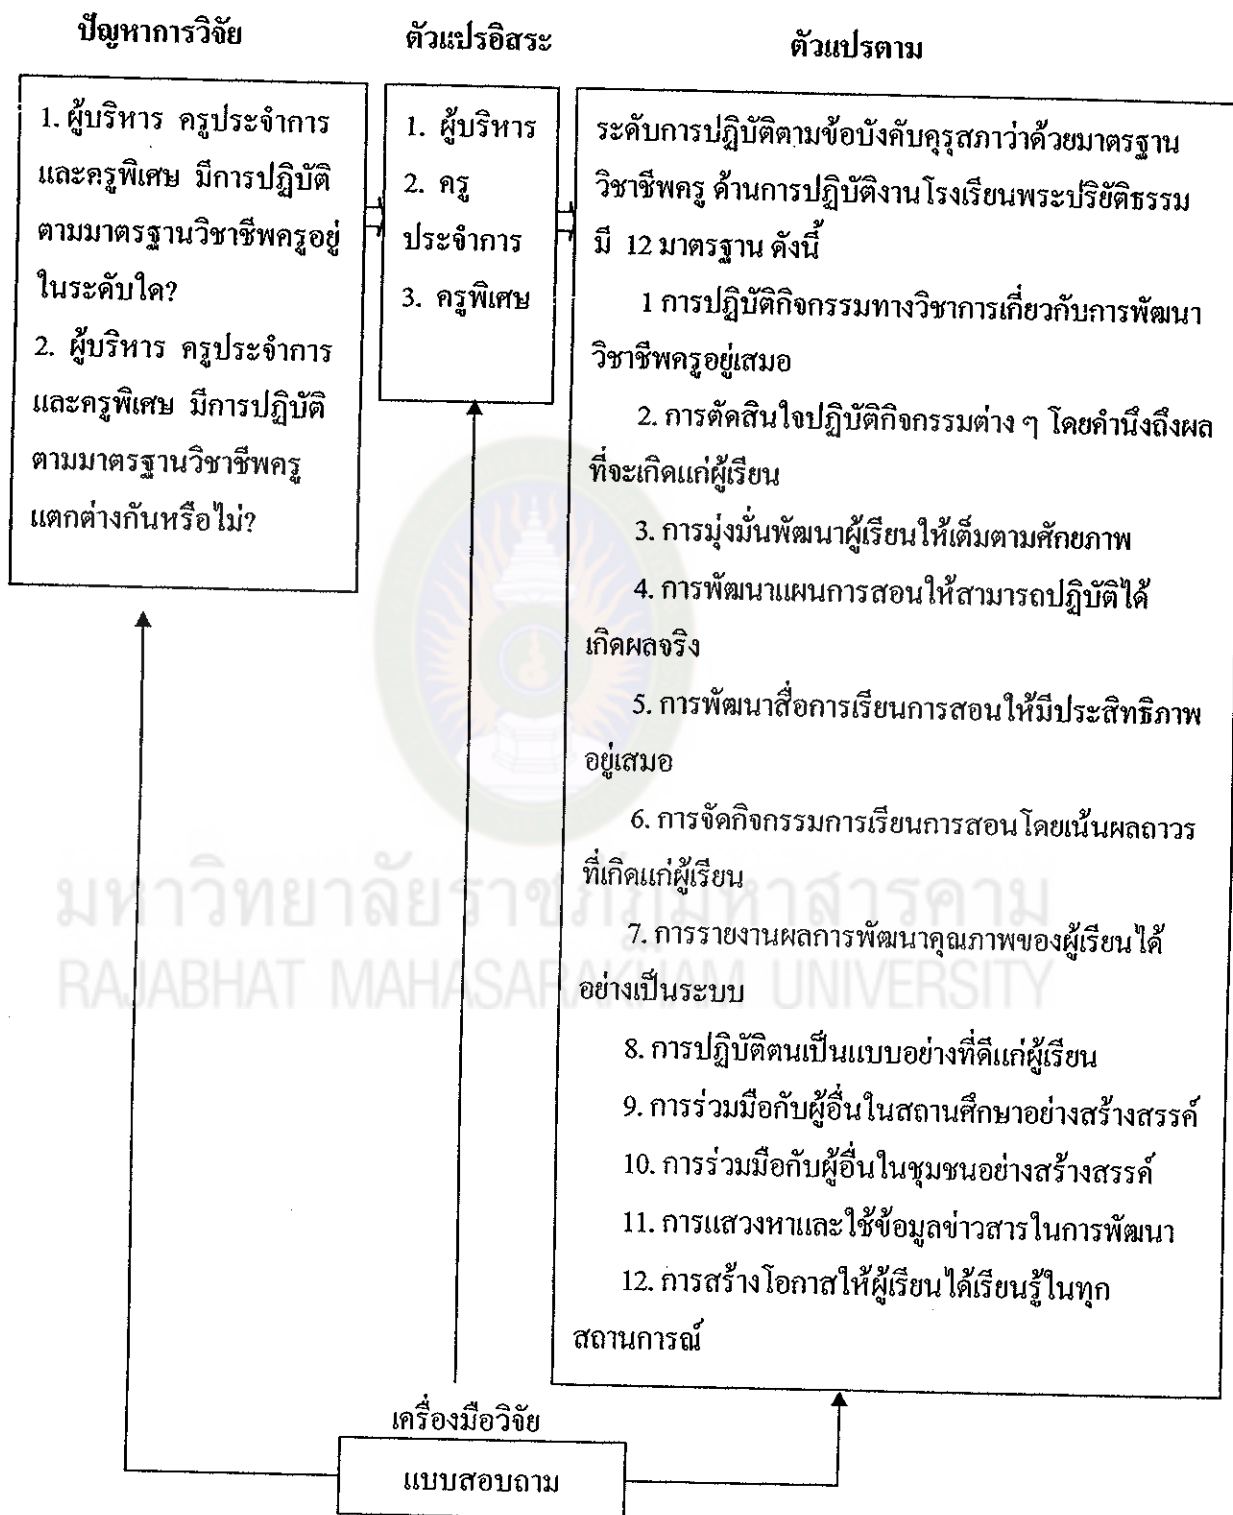 ปัญหาการวิจัย
ตัวแปรอิสระ
ตัวแปรตาม
1. ผู้บริหาร ครูประจำการ
และครูพิเศษ มีการปฏิบัติ
ตามมาตรฐานวิชาชีพครูอยู่
ในระดับใด?
2. ผู้บริหาร ครูประจำการ
และครูพิเศษ มีการปฏิบัติ
ตามมาตรฐานวิชาชีพครู
แตกต่างกันหรือไม่?
1. ผู้บริหาร
2. ครู
ประจำการ
3. ครูพิเศษ
ระดับการปฏิบัติตามข้อบังคับคุรุสภาว่าด้วยมาตรฐาน
วิชาชีพครู ด้านการปฏิบัติงานโรงเรียนพระปริยัติธรรม
มี 12 มาตรฐาน ดังนี้
1 การปฏิบัติกิจกรรมทางวิชาการเกี่ยวกับการพัฒนา
วิชาชีพครูอยู่เสมอ
2. การตัดสินใจปฏิบัติกิจกรรมต่าง ๆ โดยคำนึงถึงผล
ที่จะเกิดแก่ผู้เรียน
3. การมุ่งมั่นพัฒนาผู้เรียนให้เต็มตามศักยภาพ
4. การพัฒนาแผนการสอนให้สามารถปฏิบัติได้
เกิดผลจริง
5. การพัฒนาสื่อการเรียนการสอนให้มีประสิทธิภาพ
อยู่เสมอ
6. การจัดกิจกรรมการเรียนการสอนโดยเน้นผลถาวร
ที่เกิดแก่ผู้เรียน
7. การรายงานผลการพัฒนาคุณภาพของผู้เรียนได้
อย่างเป็นระบบ
8. การปฏิบัติตนเป็นแบบอย่างที่ดีแก่ผู้เรียน
9. การร่วมมือกับผู้อื่นในสถานศึกษาอย่างสร้างสรรค์
10. การร่วมมือกับผู้อื่นในชุมชนอย่างสร้างสรรค์
11. การแสวงหาและใช้ข้อมูลข่าวสารในการพัฒนา
12. การสร้างโอกาสให้ผู้เรียนได้เรียนรู้ในทุก
สถานการณ์
มหาวิทยาลัยราชภัฏมหาสารคาม
RAJABHAT MAHASARAKHAM UNIVERSITY
เครื่องมือวิจัย
แบบสอบถาม